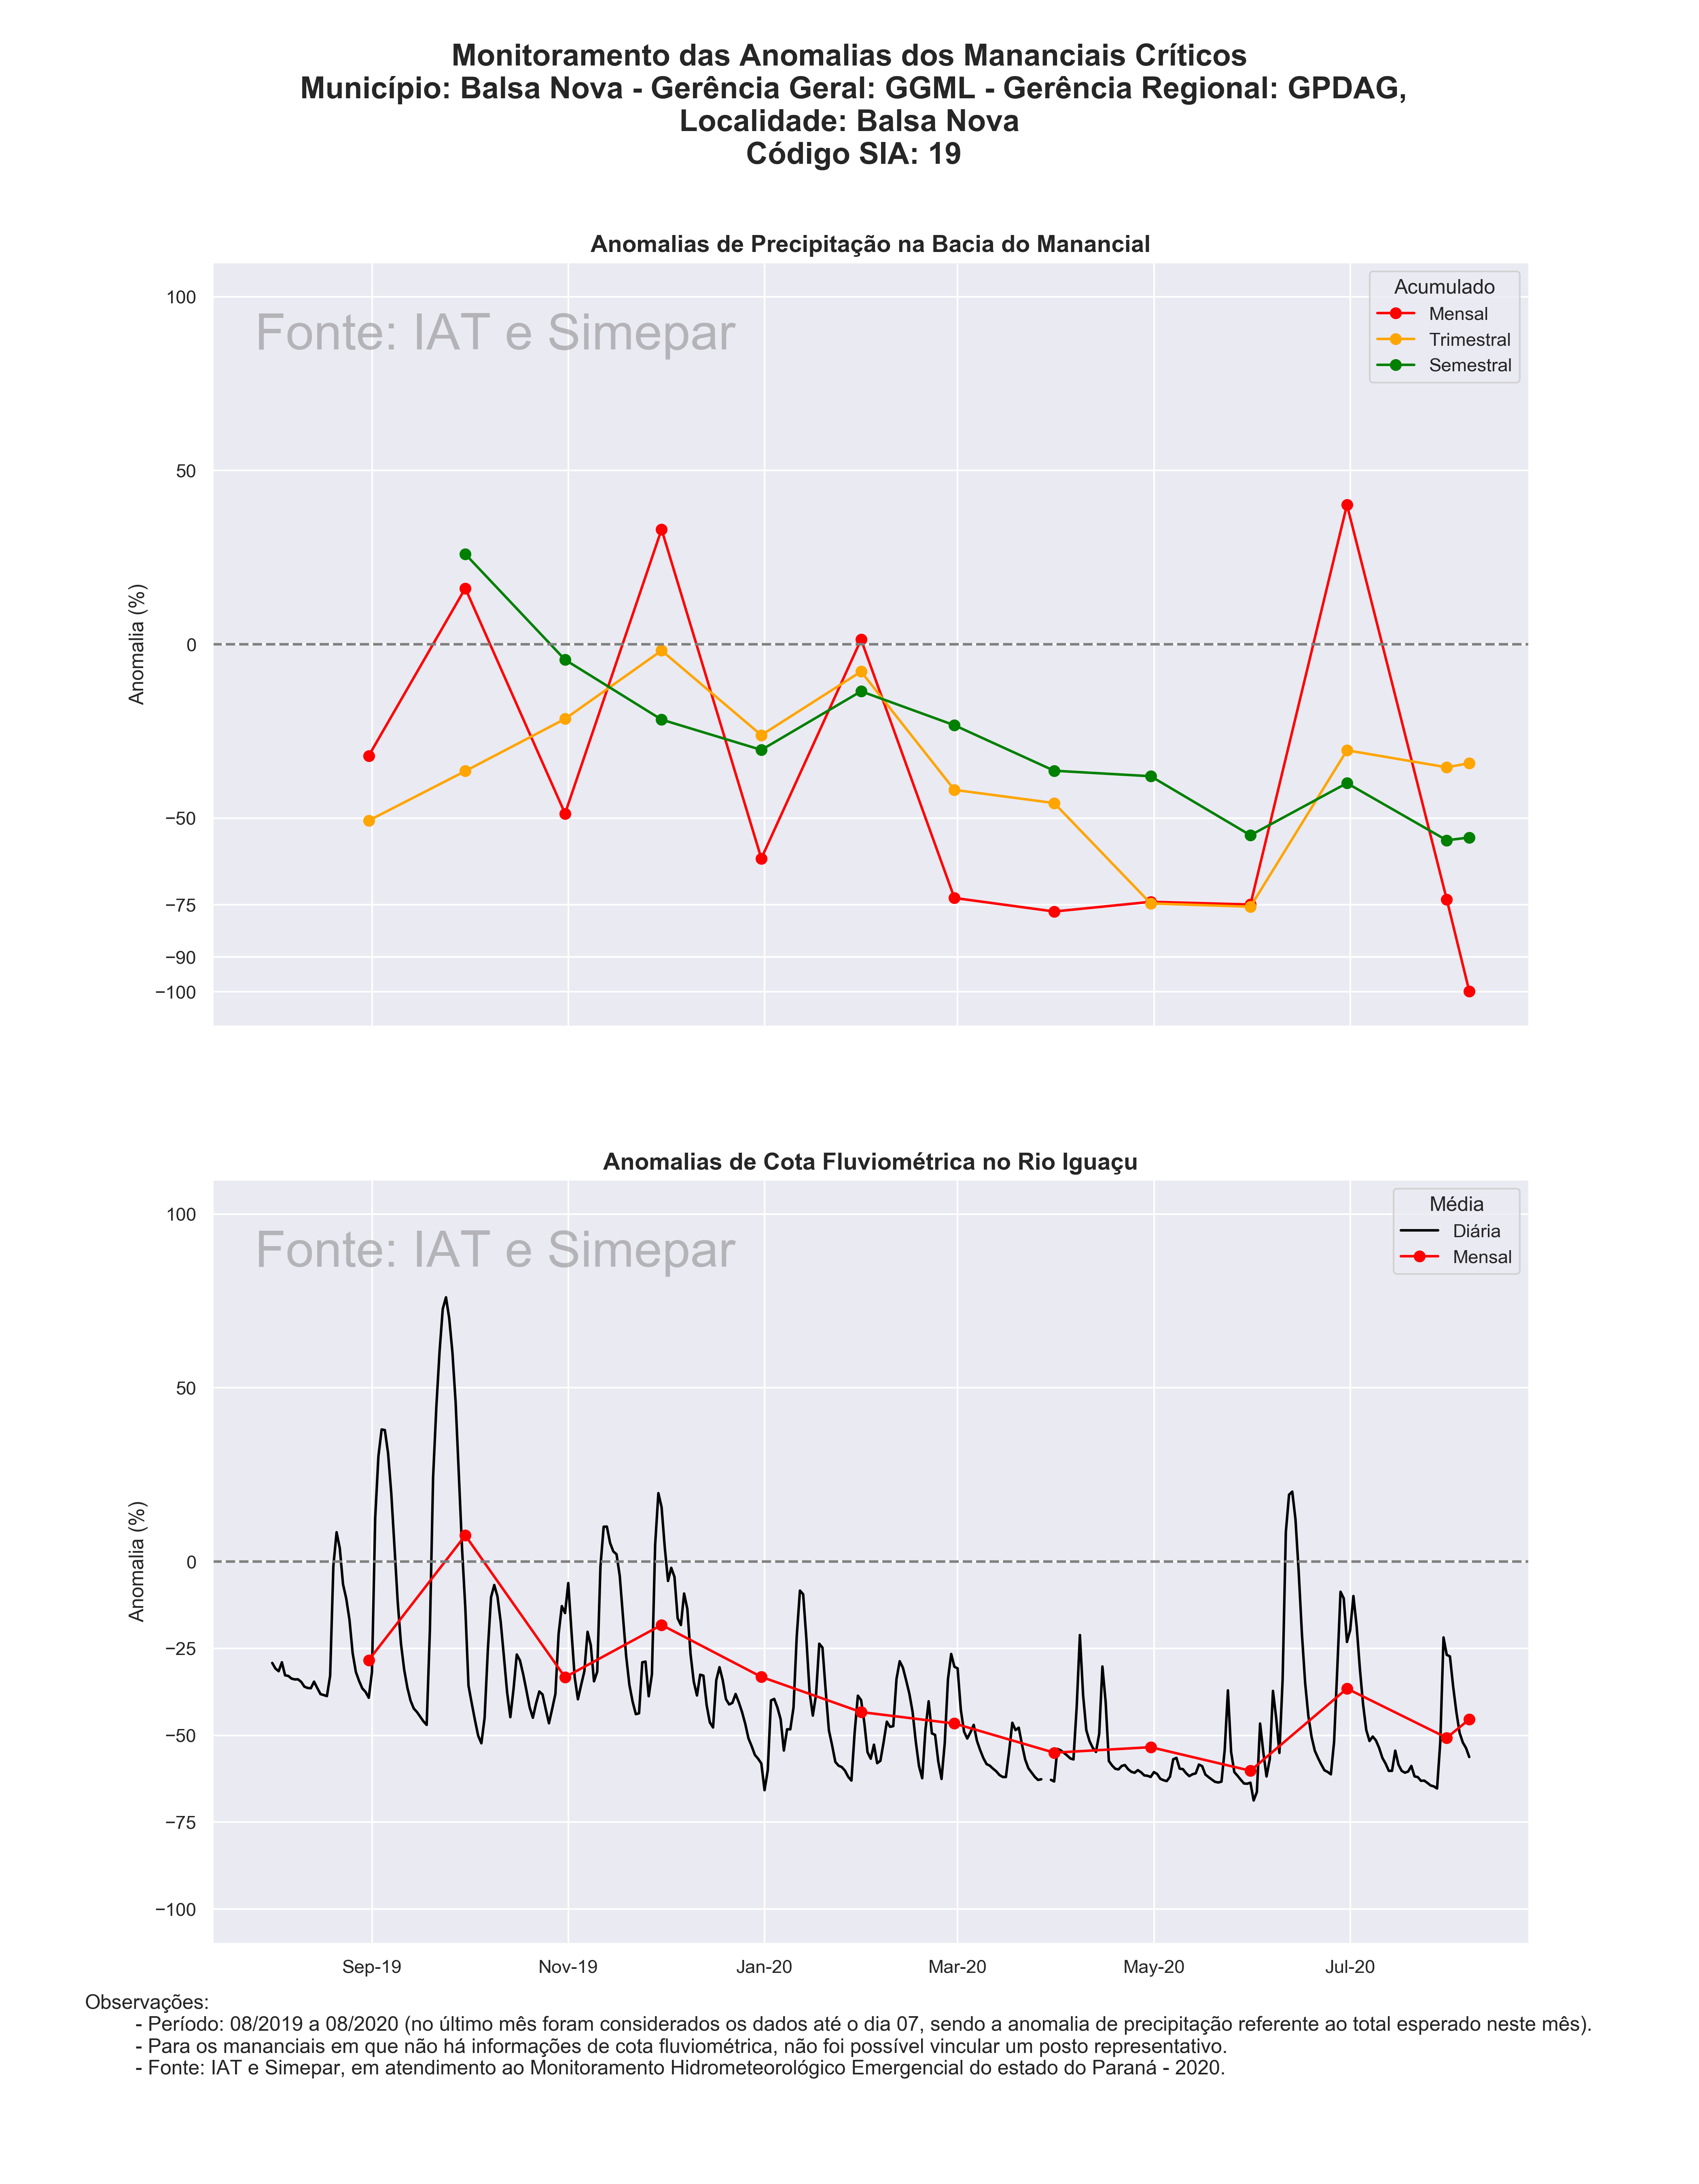 Monitoramento das Anomalias dos Mananciais Críticos
Município: Balsa Nova - Gerência Geral: GGML - Gerência Regional: GPDAG,
Localidade: Balsa Nova
Código SIA: 19
Anomalias de Precipitação na Bacia do Manancial
Fonte: IAT e Simepar
Acumulado
Mensal
Trimestral
Semestral
Anomalia (%)
100
50
0
−50
−75
−90
−100
Anomalias de Cota Fluviométrica no Rio Iguaçu
Fonte: IAT e Simepar
Média
Diária
Mensal
Anomalia (%)
100
50
0
−25
−50
−75
−100
Sep-19 Nov-19 Jan-20 Mar-20 May-20 Jul-20
Observações:
- Período: 08/2019 a 08/2020 (no último mês foram considerados os dados até o dia 07, sendo a anomalia de precipitação referente ao total esperado neste mês).
- Para os mananciais em que não há informações de cota fluviométrica, não foi possível vincular um posto representativo.
- Fonte: IAT e Simepar, em atendimento ao Monitoramento Hidrometeorológico Emergencial do estado do Paraná - 2020.